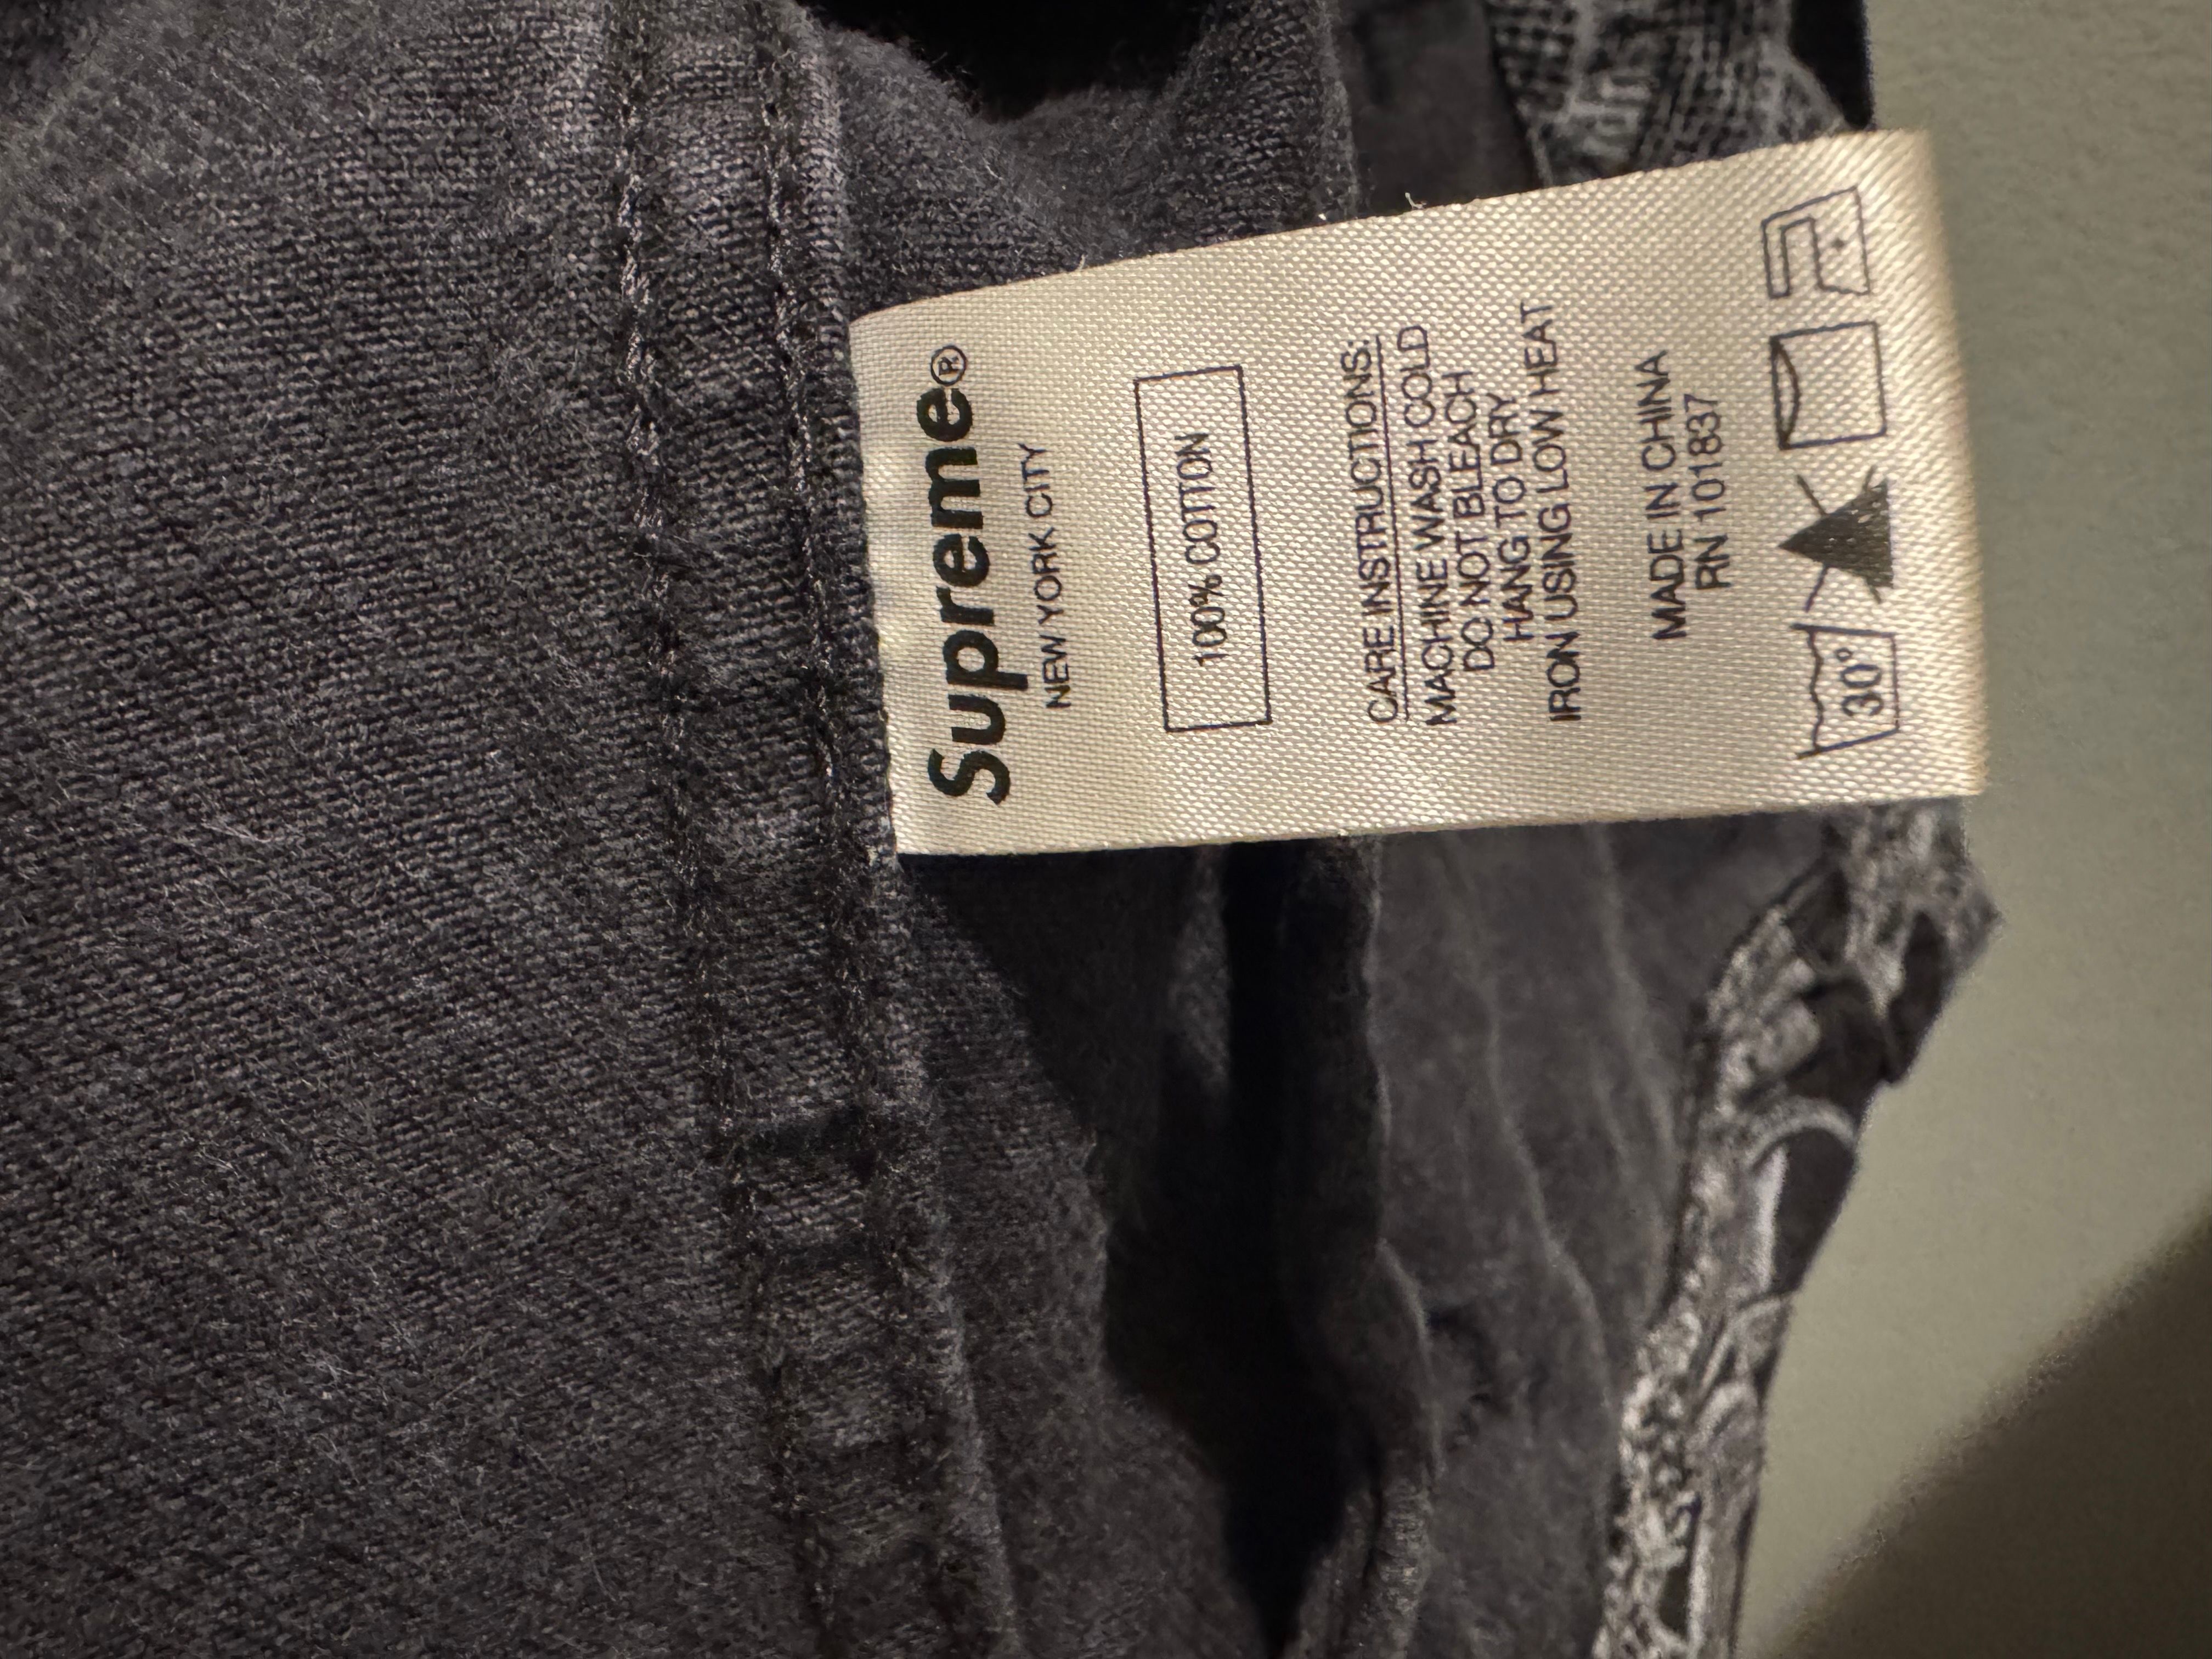 Supreme®
NEW YORK CITY
100% COTTON
CARE INSTRUCTIONS:
MACHINE WASH COLD
DO NOT BLEACH
HANG TO DRY
IRON USING LOW HEAT
MADE IN CHINA
RN 101837
30°